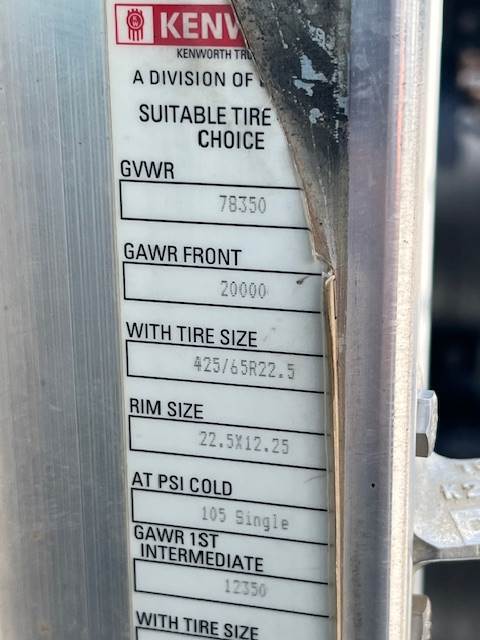 KENW
KENWORTH TRU
A DIVISION OF
SUITABLE TIRE
CHOICE
GVWR
78350
GAWR FRONT
20000
WITH TIRE SIZE
425/65R22.5
RIM SIZE
22.5X12.25
AT PSI COLD
105 Single
GAWR 1ST
INTERMEDIATE
12350
WITH TIRE SIZE
K2